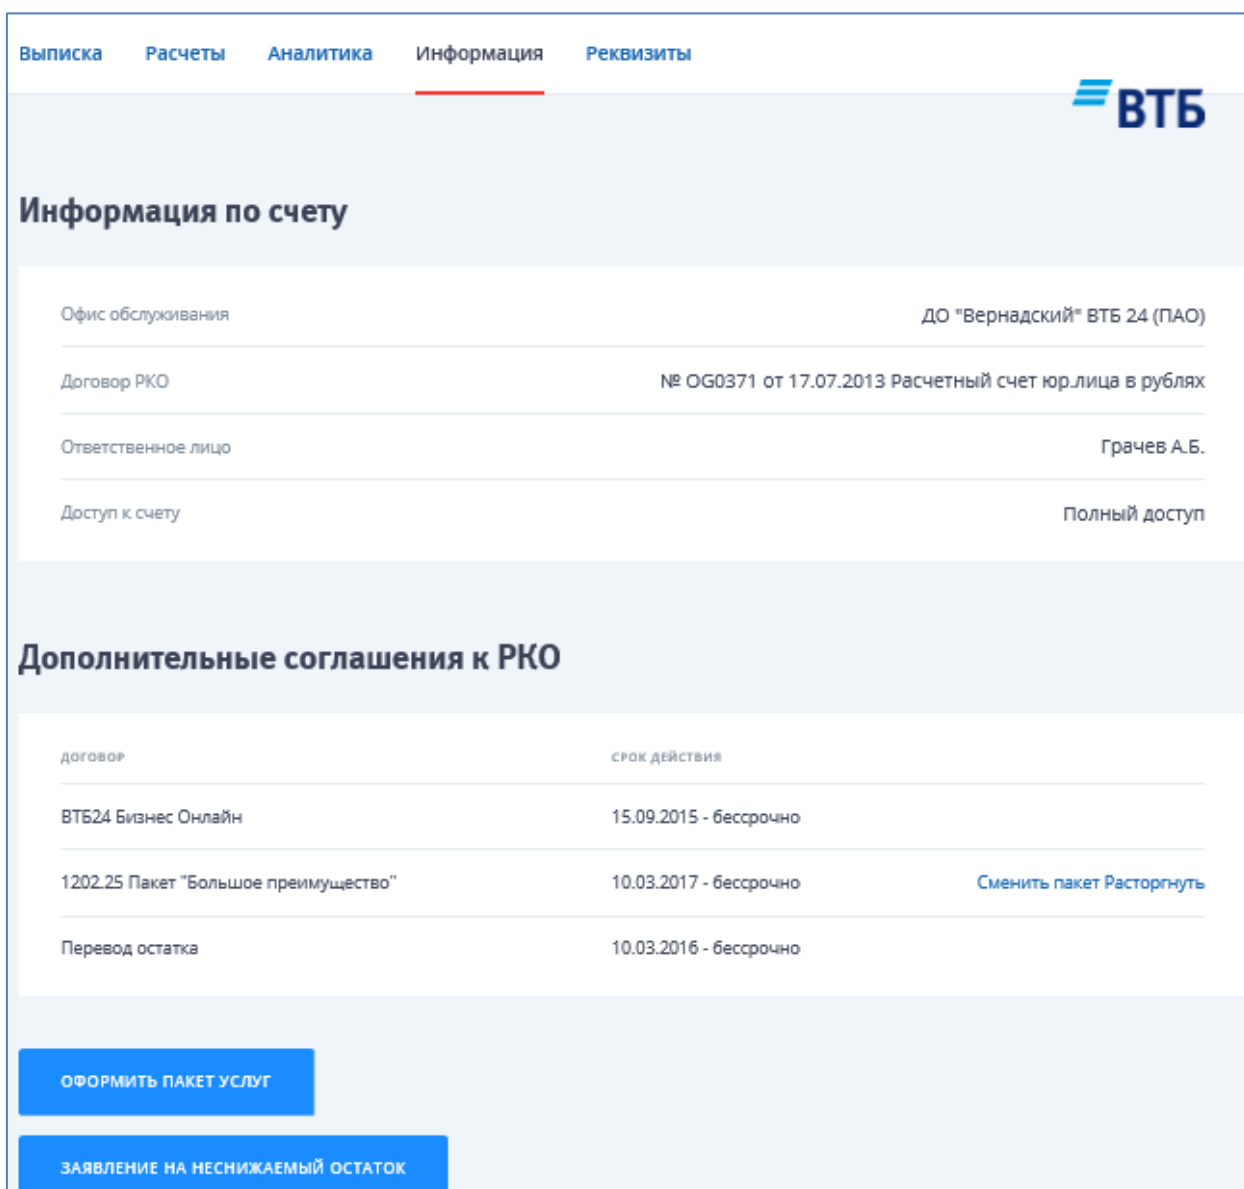 Выписка Расчеты Аналитика Информация Реквизиты
ВТБ
Информация по счету
Офис обслуживания ДО "Вернадский" ВТБ 24 (ПАО)
Договор РКО № OG0371 от 17.07.2013 Расчетный счет юр.лица в рублях
Ответственное лицо Грачев А.Б.
Доступ к счету Полный доступ
Дополнительные соглашения к РКО
ДОГОВОР СРОК ДЕЙСТВИЯ
ВТБ24 Бизнес Онлайн 15.09.2015 - бессрочно
1202.25 Пакет "Большое преимущество" 10.03.2017 - бессрочно Сменить пакет Расторгнуть
Перевод остатка 10.03.2016 - бессрочно
ОФОРМИТЬ ПАКЕТ УСЛУГ
ЗАЯВЛЕНИЕ НА НЕСНИЖАЕМЫЙ ОСТАТОК